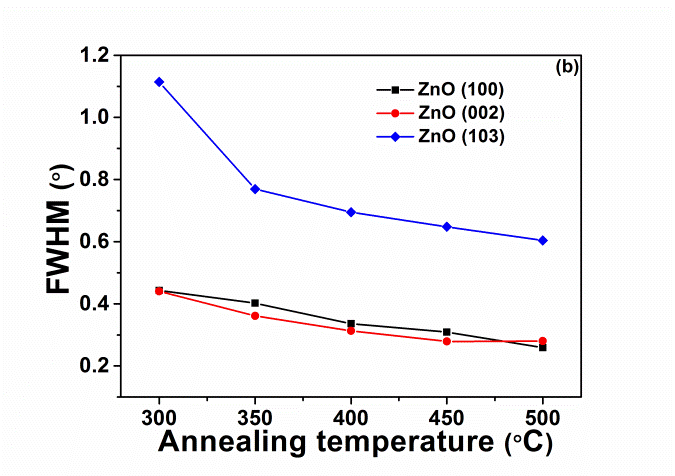 (b)
ZnO (100)
ZnO (002)
ZnO (103)
FWHM (°)
1.2
1.0
0.8
0.6
0.4
0.2
300 350 400 450 500
Annealing temperature (°C)